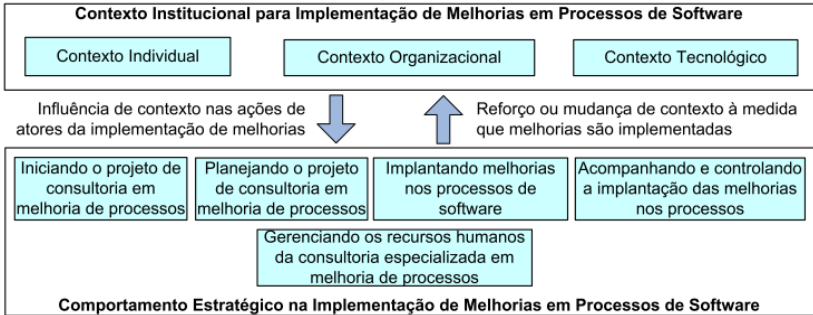 Contexto Institucional para Implementação de Melhorias em Processos de Software
Contexto Individual
Contexto Organizacional
Contexto Tecnológico
Influência de contexto nas ações de
atores da implementação de melhorias
Reforço ou mudança de contexto à medida
que melhorias são implementadas
Iniciando o projeto de
consultoria em
melhoria de processos
Planejando o projeto
de consultoria em
melhoria de processos
Implantando melhorias
nos processos de
software
Acompanhando e controlando
a implantação das melhorias
nos processos
Gerenciando os recursos humanos
da consultoria especializada em
melhoria de processos
Comportamento Estratégico na Implementação de Melhorias em Processos de Software